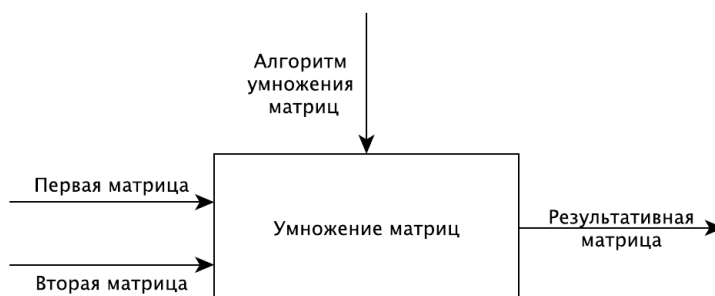 Алгоритм
умножения
матриц
Первая матрица
Умножение матриц
Результативная
матрица
Вторая матрица